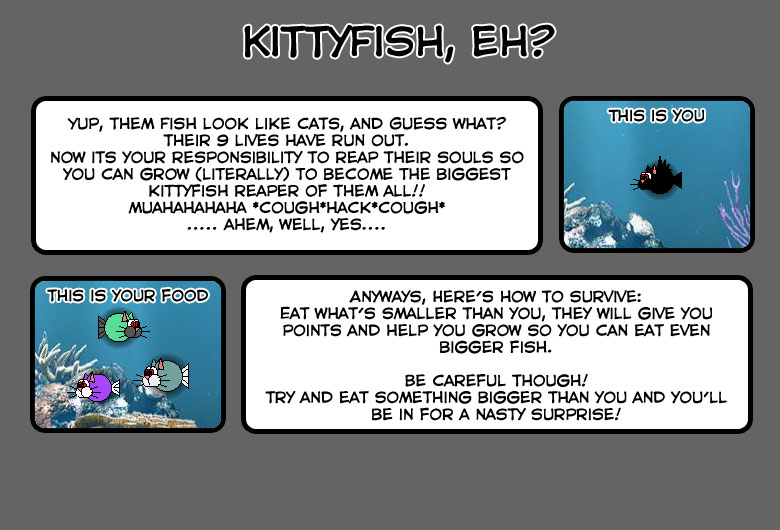 KITTYFISH, EH?
YUP, THEM FISH LOOK LIKE CATS, AND GUESS WHAT?
THEIR 9 LIVES HAVE RUN OUT.
NOW ITS YOUR RESPONSIBILITY TO REAP THEIR SOULS SO
YOU CAN GROW (LITERALLY) TO BECOME THE BIGGEST
KITTYFISH REAPER OF THEM ALL!!
MUAHAHAHAHA *COUGH*HACK*COUGH*
..... AHEM, WELL, YES....
THIS IS YOU
THIS IS YOUR FOOD
ANYWAYS, HERE'S HOW TO SURVIVE:
EAT WHAT'S SMALLER THAN YOU, THEY WILL GIVE YOU
POINTS AND HELP YOU GROW SO YOU CAN EAT EVEN
BIGGER FISH.
BE CAREFUL THOUGH!
TRY AND EAT SOMETHING BIGGER THAN YOU AND YOU'LL
BE IN FOR A NASTY SURPRISE!